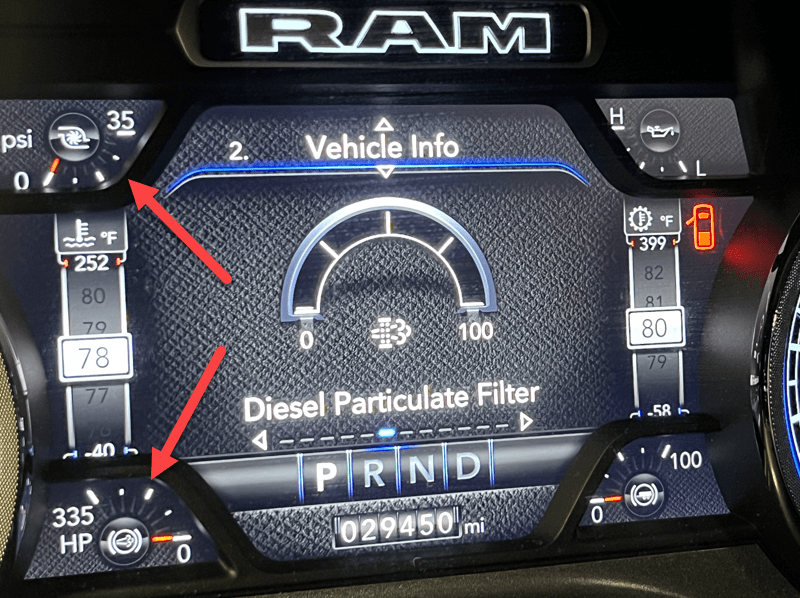 RAM
psi
35
0
2. Vehicle Info
H
L
°F
252
80
79
78
77
-40
0
100
Diesel Particulate Filter
°F
399
82
81
80
79
-58
P R N D
335
HP
0
029450 mi
100
0